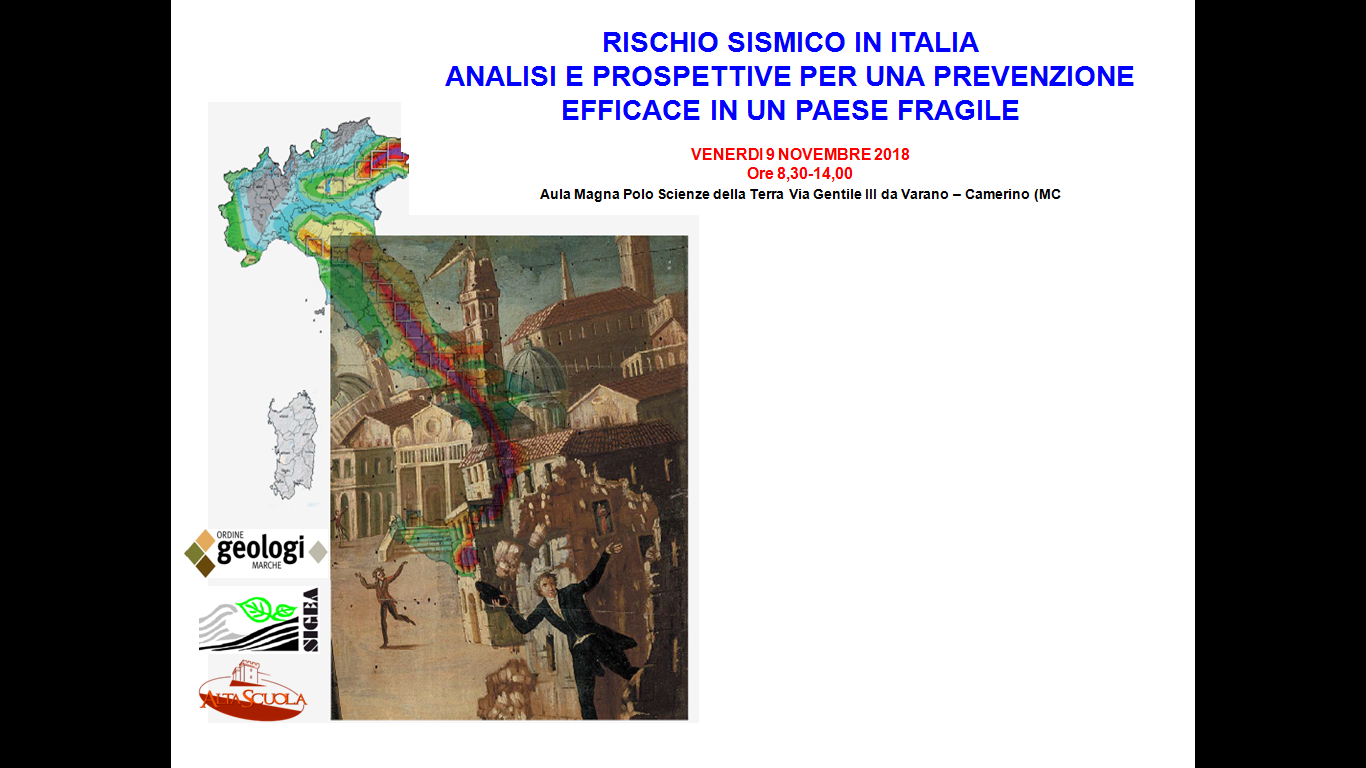 RISCHIO SISMICO IN ITALIA
ANALISI E PROSPETTIVE PER UNA PREVENZIONE
EFFICACE IN UN PAESE FRAGILE
VENERDI 9 NOVEMBRE 2018
Ore 8,30-14,00
Aula Magna Polo Scienze della Terra Via Gentile III da Varano – Camerino (MC
ORDINE
geologi
MARCHE
SIGEA
ALTASCUOLA